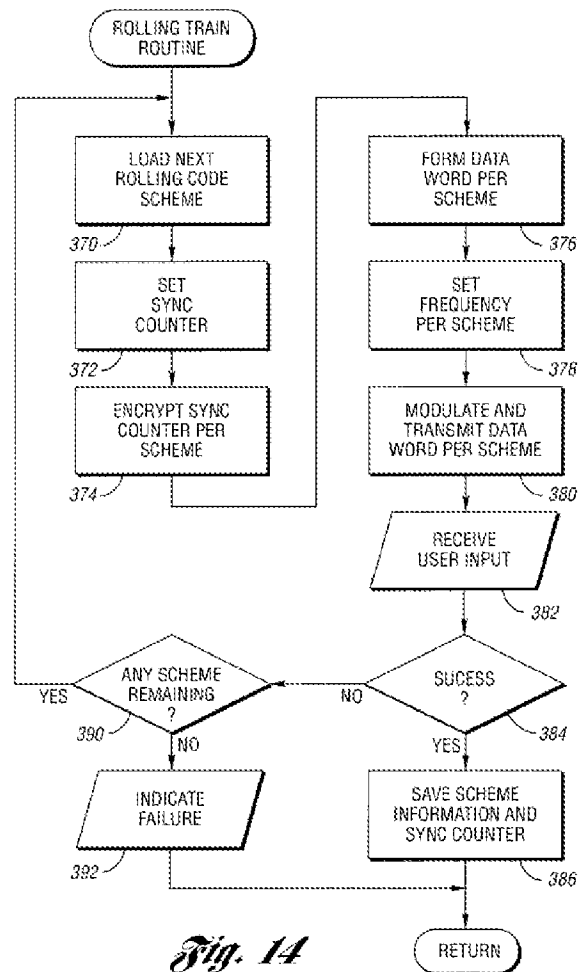 ROLLING TRAIN
ROUTINE
LOAD NEXT
ROLLING CODE
SCHEME
370
SET
SYNC
COUNTER
372
ENCRYPT SYNC
COUNTER PER
SCHEME
374
FORM DATA
WORD PER
SCHEME
376
SET
FREQUENCY
PER SCHEME
378
MODULATE AND
TRANSMIT DATA
WORD PER SCHEME
380
RECEIVE
USER INPUT
382
SUCESS
?
384
NO
YES
ANY SCHEME
REMAINING
?
390
YES
NO
INDICATE
FAILURE
392
SAVE SCHEME
INFORMATION AND
SYNC COUNTER
386
RETURN
Fig. 14